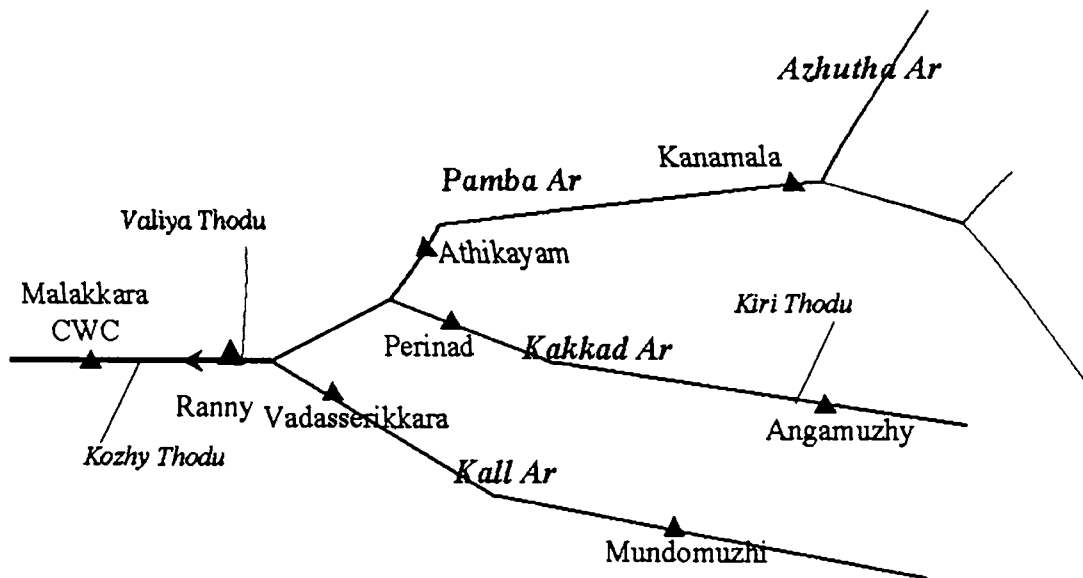 Azhutha Ar
Kanamala
Pamba Ar
Valiya Thodu
Athikayam
Malakkara
CWC
Kiri Thodu
Perinad
Kakkad Ar
Ranny
Vadasserikkara
Angamuzhy
Kozhy Thodu
Kall Ar
Mundomuzhi